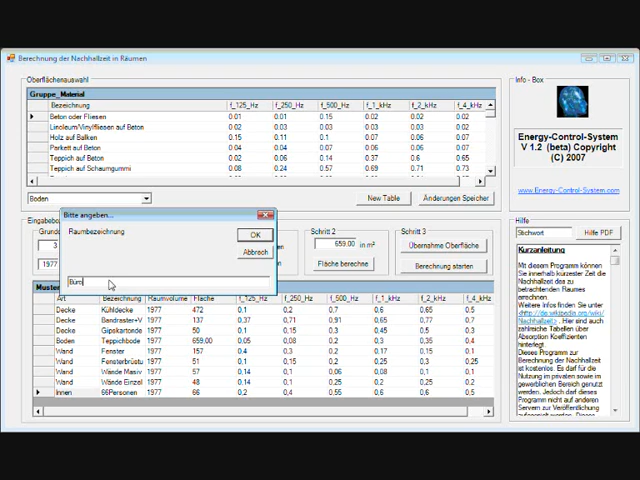 Berechnung der Nachhallzeit in Räumen
Oberflächenauswahl
Gruppe_Material
Bezeichnung f_125_Hz f_250_Hz f_500_Hz f_1_kHz f_2_kHz f_4_kHz
Beton oder Fliesen 0.01 0.01 0.15 0.02 0.02 0.02
Linoleum/Vinylfliesen auf Beton 0.02 0.03 0.03 0.03 0.03 0.02
Holz auf Balken 0.15 0.11 0.1 0.07 0.06 0.07
Parkett auf Beton 0.04 0.04 0.07 0.06 0.06 0.07
Teppich auf Beton 0.02 0.06 0.14 0.37 0.6 0.65
Teppich auf Schaumgummi 0.08 0.24 0.57 0.69 0.71 0.73
Boden
New Table
Änderungen Speicher
Info - Box
Energy-Control-System
V 1.2 (beta) Copyright
(C) 2007
www.Energy-Control-System.com
Bitte angeben...
Raumbezeichnung
OK
Abbrech
Büro
Schritt 2
659.00 in m²
Fläche berechne
Schritt 3
Übernahme Oberfläche
Berechnung starten
3
1977
Art Bezeichnung Raumvolume Fläche f_125_Hz f_250_Hz f_500_Hz f_1_kHz f_2_kHz f_4_kHz
Decke Kühldecke 1977 472 0,1 0,2 0,7 0,6 0,65 0,5
Decke Bandraster+V 1977 137 0,37 0,71 0,91 0,65 0,77 0,7
Decke Gipskartonde 1977 50 0,1 0,15 0,3 0,45 0,5 0,3
Boden Teppichbode 1977 659,00 0,05 0,08 0,2 0,3 0,35 0,4
Wand Fenster 1977 157 0,4 0,3 0,2 0,17 0,15 0,1
Wand Fensterbrüstu 1977 51 0,1 0,15 0,2 0,25 0,3 0,25
Wand Wände Masiv 1977 57 0,14 0,1 0,06 0,08 0,1 0,1
Wand Wände Einzel 1977 48 0,14 0,1 0,25 0,2 0,25 0,2
Innen 66Personen 1977 66 0,2 0,4 0,55 0,6 0,6 0,5
Hilfe
Stichwort
Hilfe PDF
Kurzanleitung
Mit diesem Programm können
Sie innerhalb kürzester Zeit die
Nachhallzeit des zu
betrachtenden Raumes
errechnen
Weitere Infos finden Sie unter
<http://de.wikipedia.org/wiki/
Nachhallzeit> . Hier sind auch
zahlreiche Tabellen über
Absorption Koeffizienten
hinterlegt .
Dieses Programm zur
Berechnung der Nachhallzeit
ist kostenlos. Es darf für die
Nutzung im privaten sowie im
gewerblichen Bereich genutzt
werden. Jedoch darf dieses
Programm nicht auf anderen
Servern zur Veröffentlichung